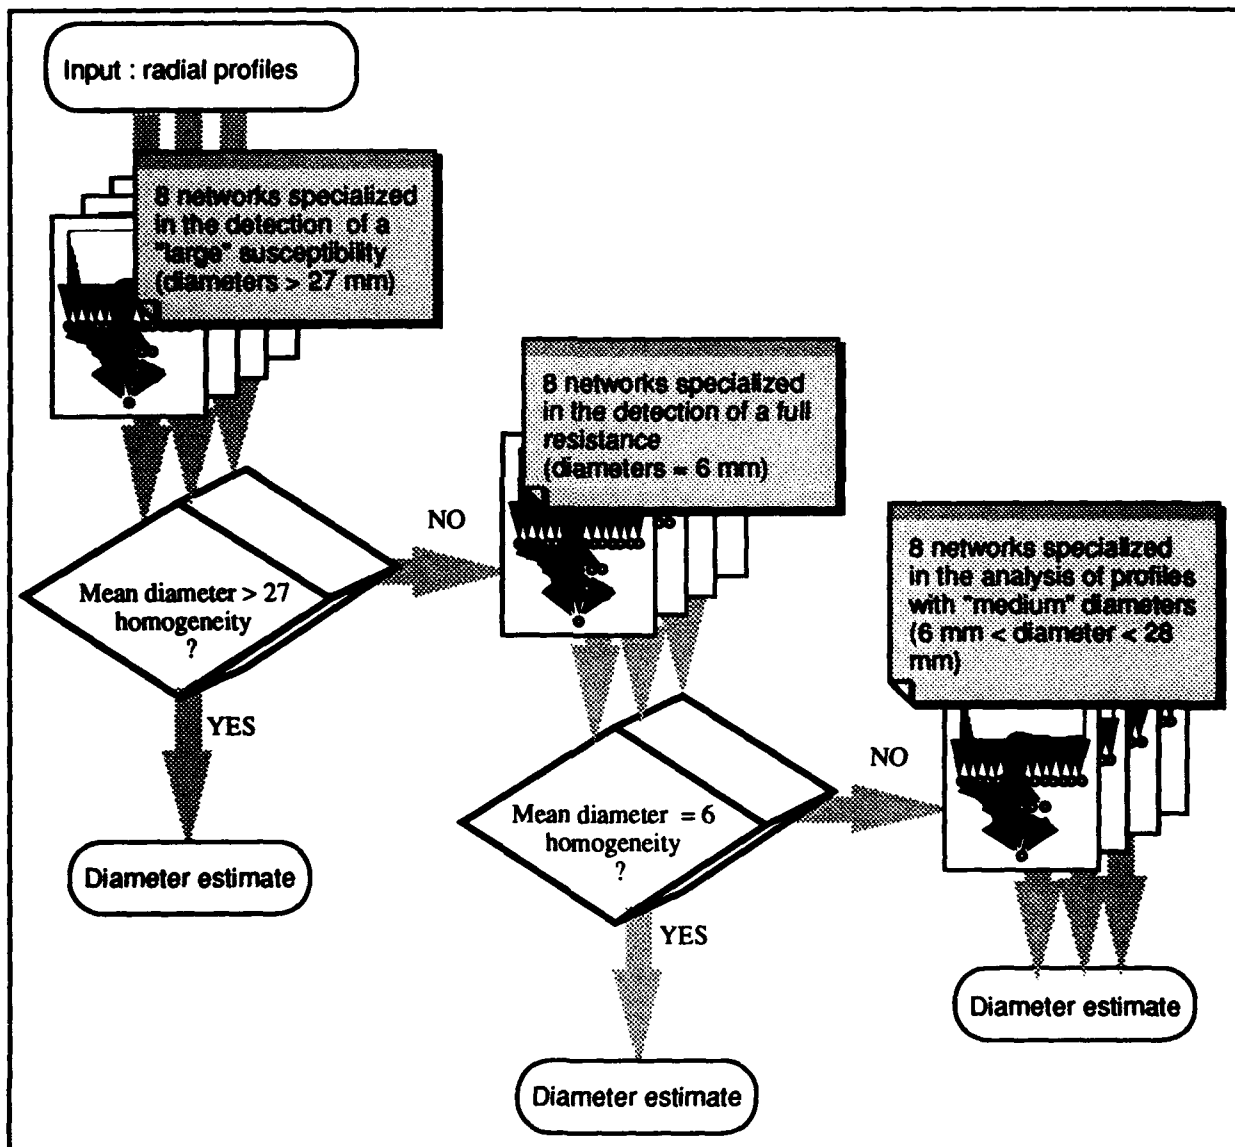 Input : radial profiles
8 networks specialized
in the detection of a
"large" susceptibility
(diameters > 27 mm)
Mean diameter > 27
homogeneity
?
NO
YES
Diameter estimate
8 networks specialized
in the detection of a full
resistance
(diameters = 6 mm)
Mean diameter = 6
homogeneity
?
NO
YES
Diameter estimate
8 networks specialized
in the analysis of profiles
with "medium" diameters
(6 mm < diameter < 28
mm)
Diameter estimate